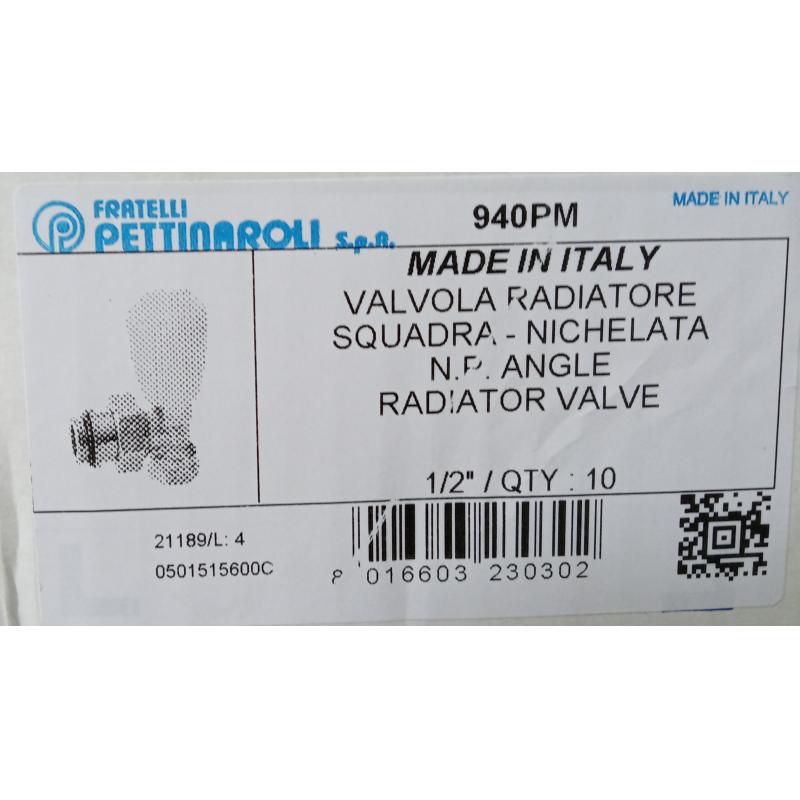 FRATELLI
PETTINAROLI S.p.A.
940PM
MADE IN ITALY
MADE IN ITALY
VALVOLA RADIATORE
SQUADRA - NICHELATA
N.P. ANGLE
RADIATOR VALVE
1/2" / QTY : 10
21189/L: 4
0501515600C
8 016603 230302